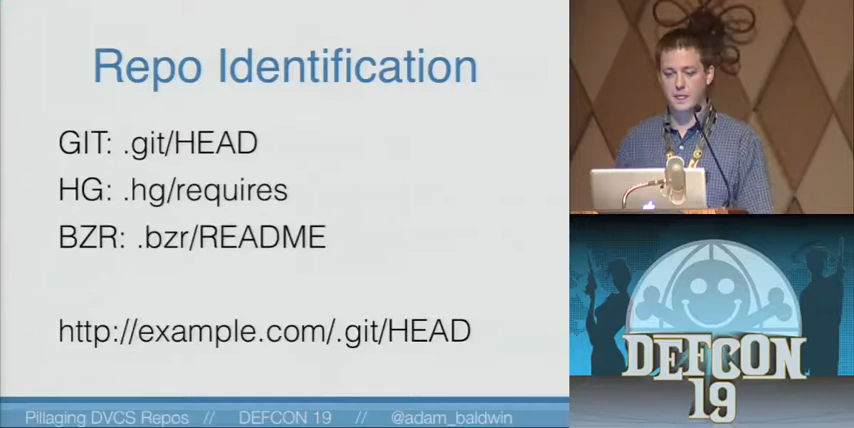 Repo Identification
GIT: .git/HEAD
HG: .hg/requires
BZR: .bzr/README
http://example.com/.git/HEAD
Pillaging DVCS Repos // DEFCON 19 // @adam_baldwin
DEFCON
19